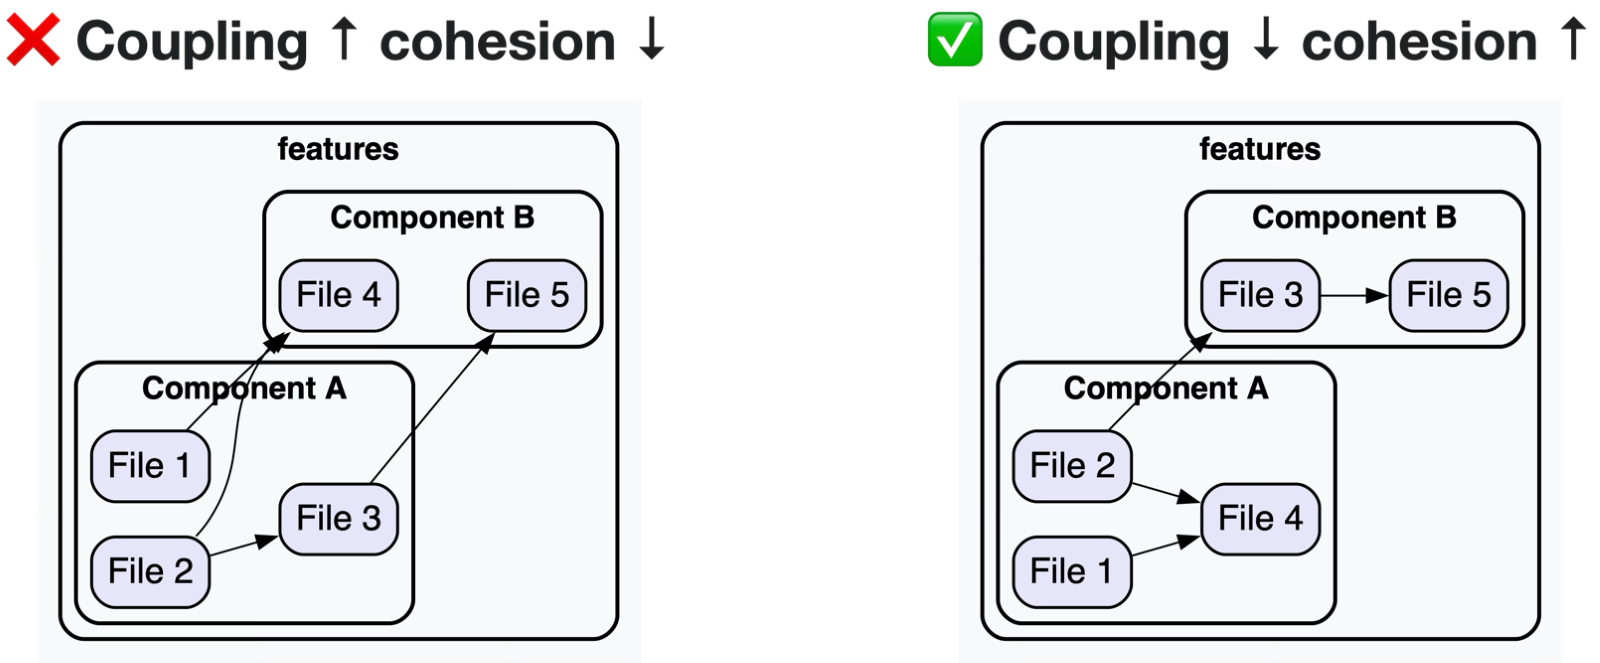 ❌ Coupling ↑ cohesion ↓
features
Component B
File 4
File 5
Component A
File 1
File 3
File 2
✅ Coupling ↓ cohesion ↑
features
Component B
File 3
File 5
Component A
File 2
File 4
File 1